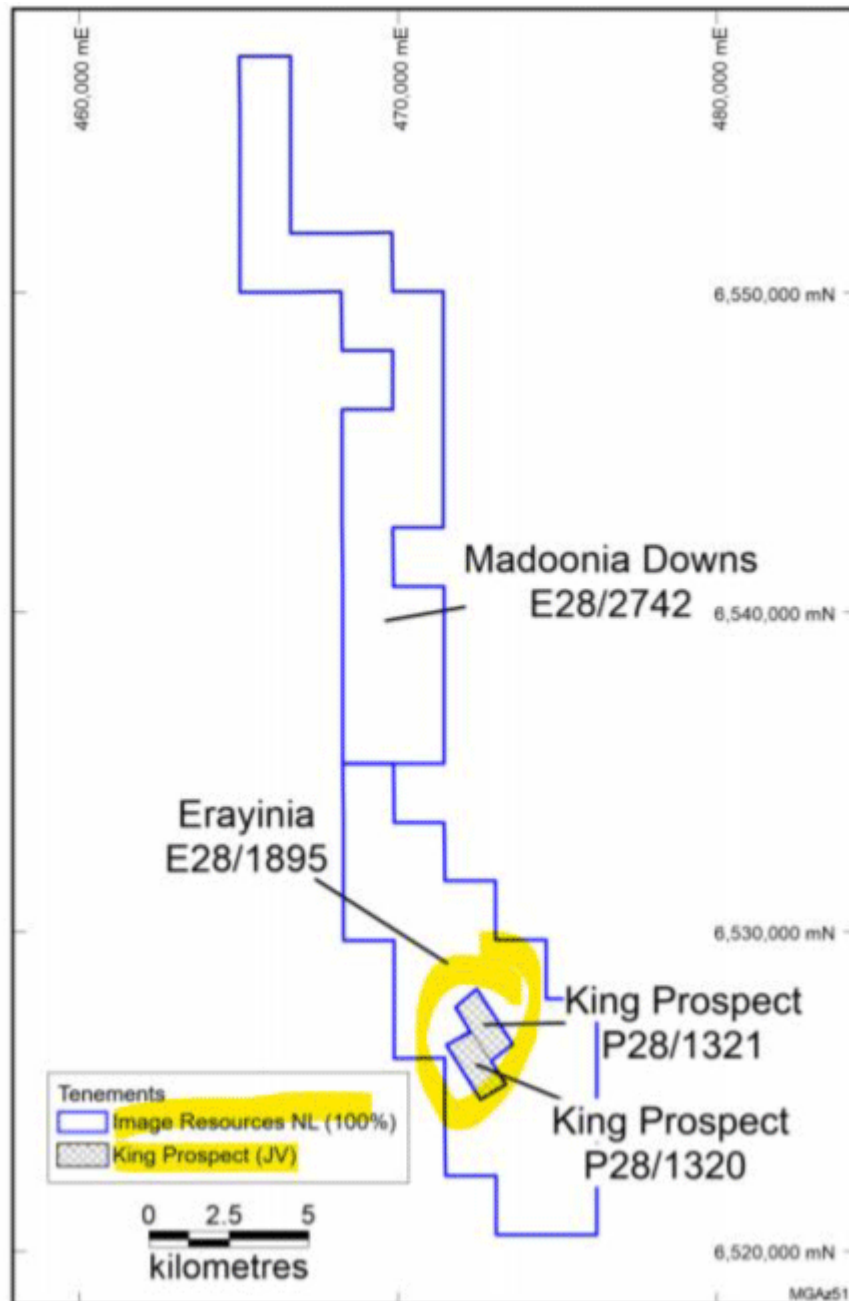 460,000 mE
470,000 mE
480,000 mE
6,550,000 mN
Madoonia Downs
E28/2742
6,540,000 mN
Erayinia
E28/1895
6,530,000 mN
King Prospect
P28/1321
Tenements
Image Resources NL (100%)
King Prospect (JV)
King Prospect
P28/1320
0 2.5 5
kilometres
6,520,000 mN
MGAz51